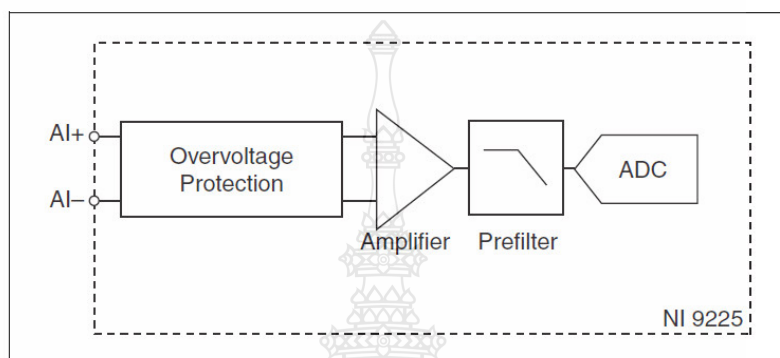 AI+
Overvoltage
Protection
AI–
ADC
Amplifier
Prefilter
NI 9225